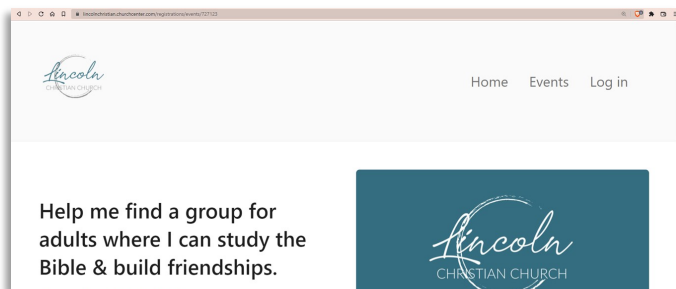 lincolnchristian.churchcenter.com/registrations/events/727123
Lincoln
CHRISTIAN CHURCH
Home Events Log in
Help me find a group for
adults where I can study the
Bible & build friendships.
Lincoln
CHRISTIAN CHURCH